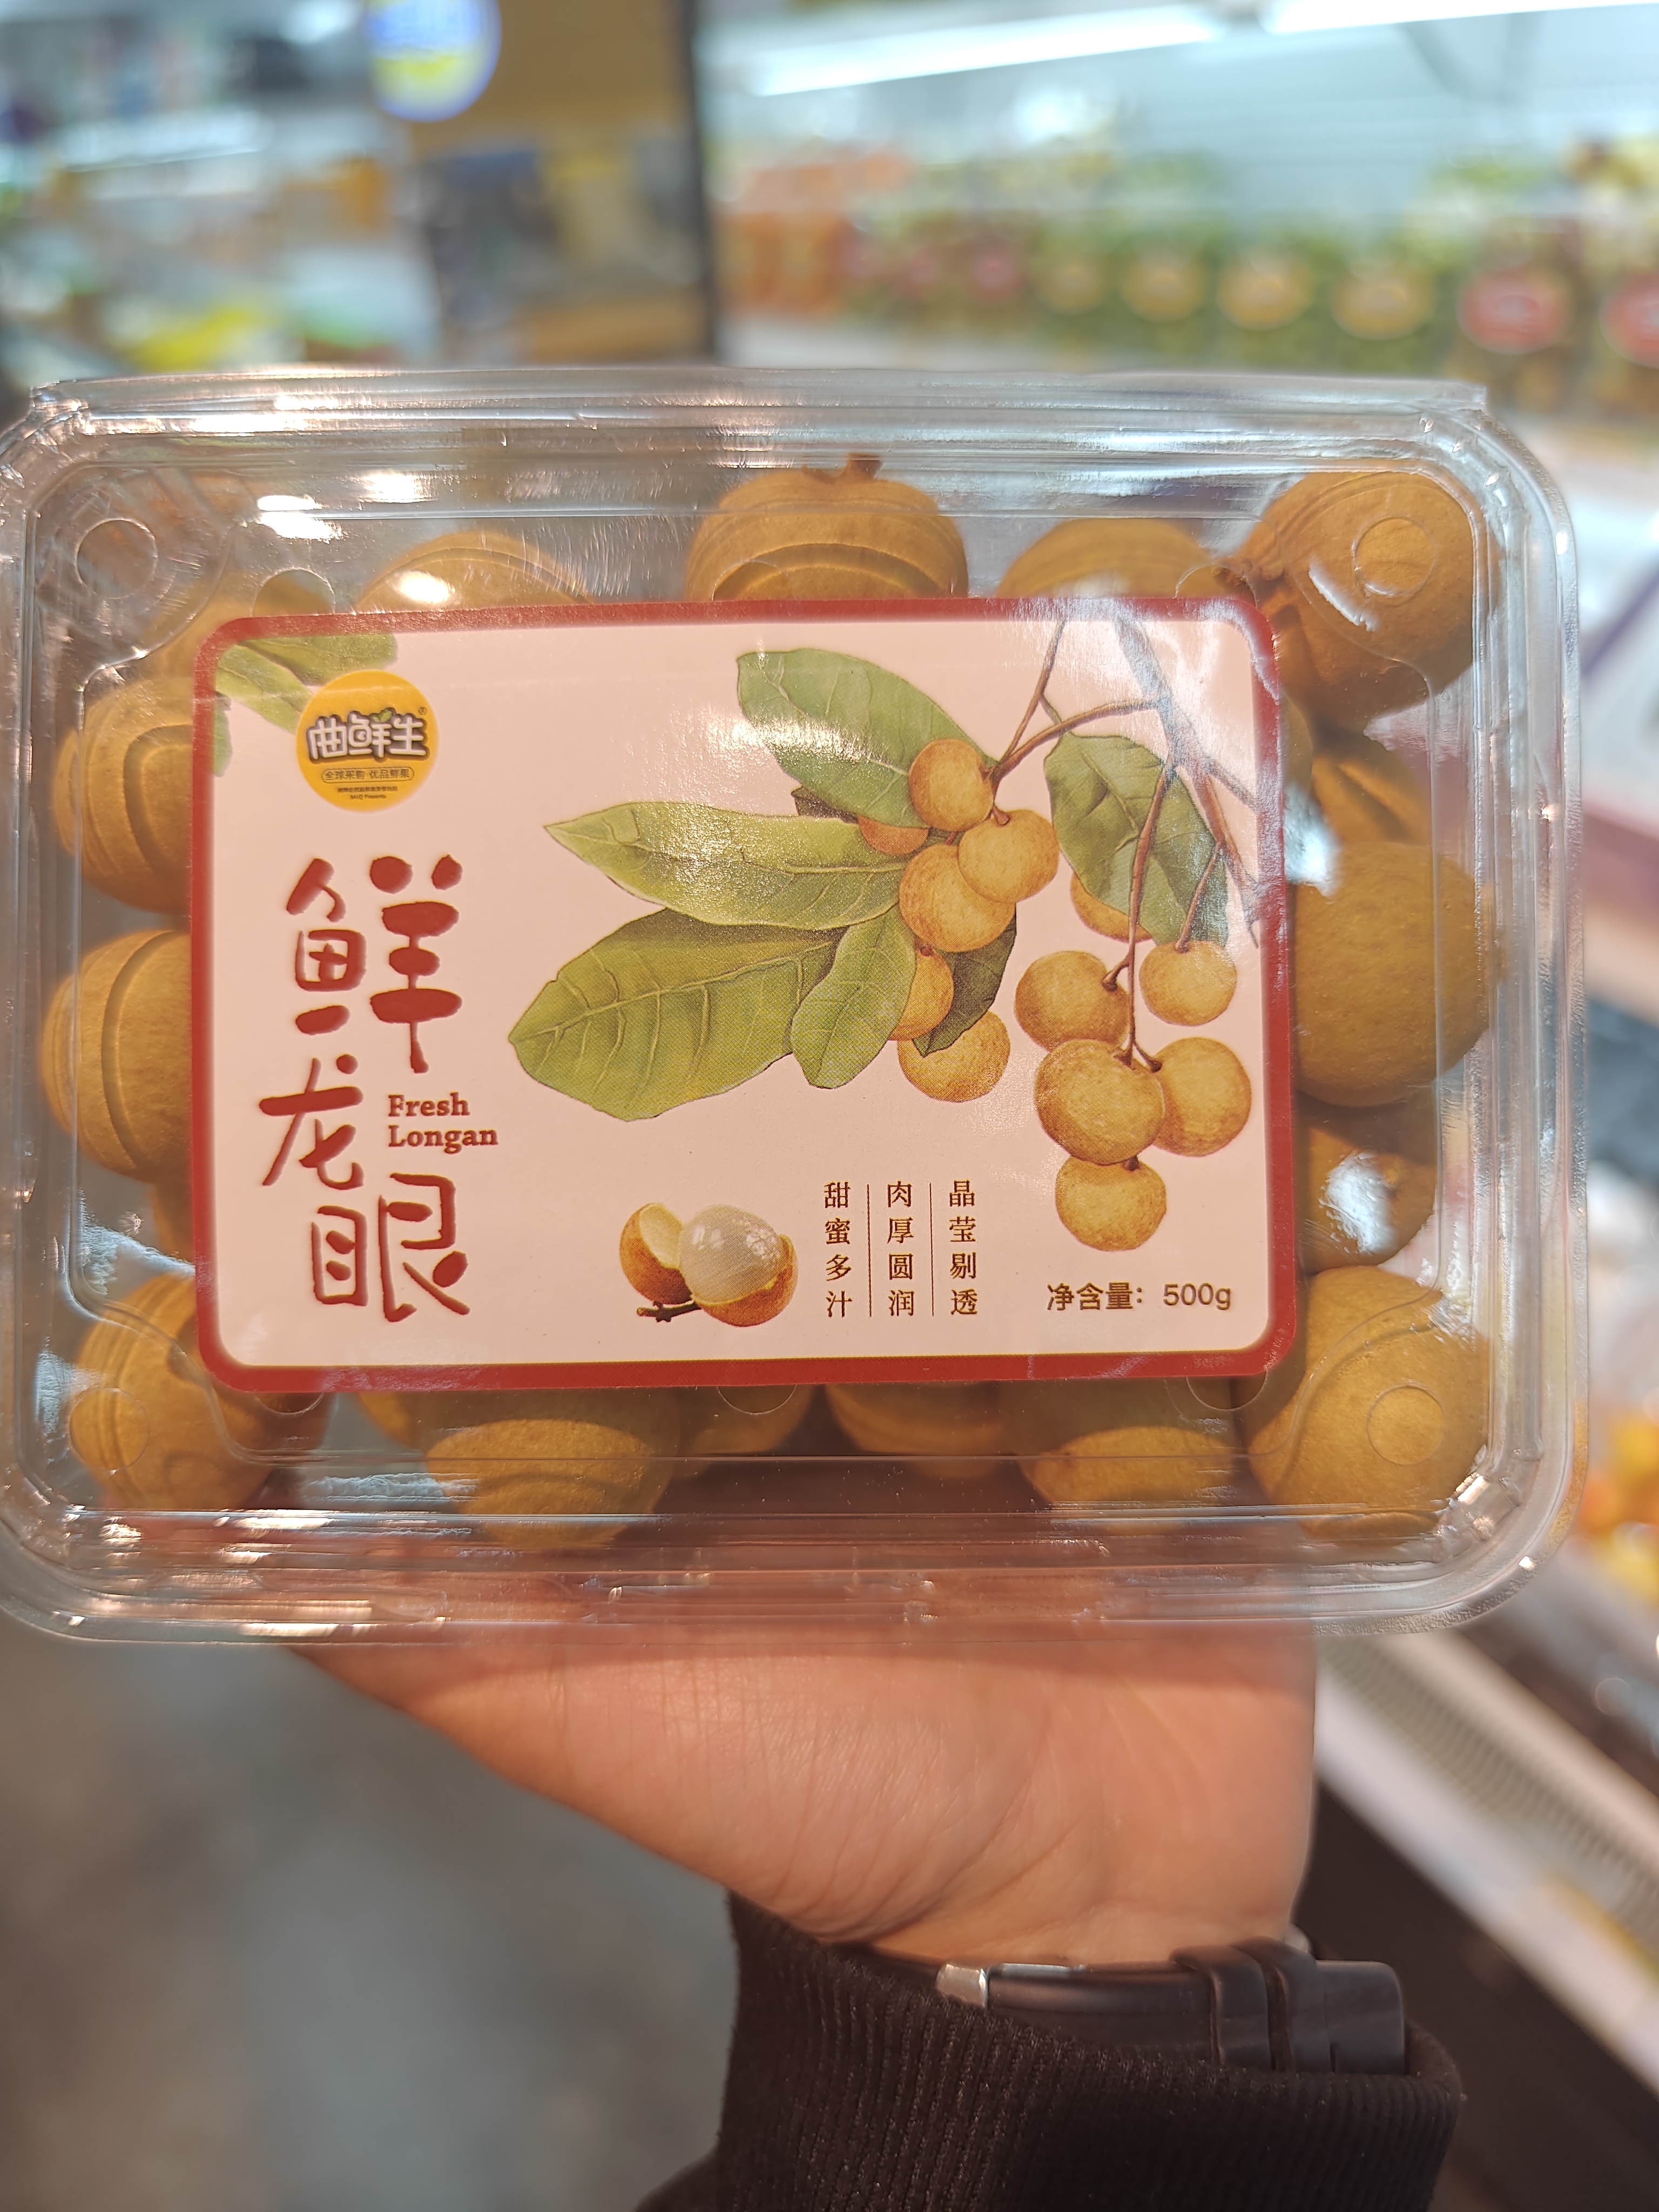 曲鲜生
全球采购·优品鲜果
鲜龙眼
Fresh
Longan
甜蜜多汁
肉厚圆润
晶莹剔透
净含量：500g